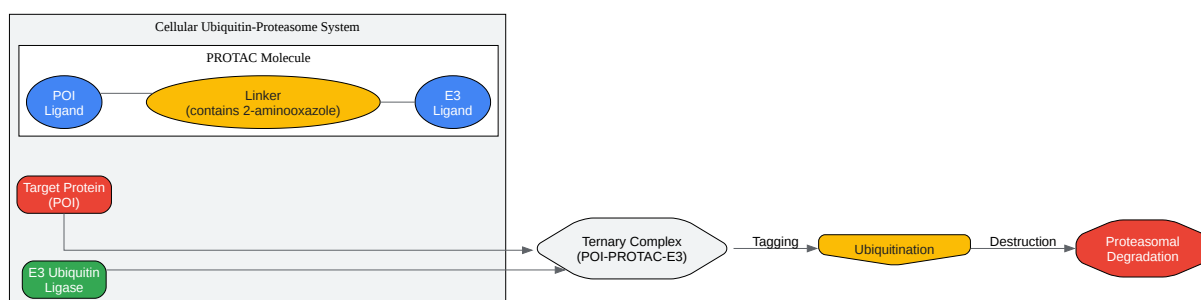 Cellular Ubiquitin-Proteasome System
PROTAC Molecule
POI
Ligand
Linker
(contains 2-aminooxazole)
E3
Ligand
Target Protein
(POI)
E3 Ubiquitin
Ligase
Ternary Complex
(POI-PROTAC-E3)
Tagging
Ubiquitination
Destruction
Proteasomal
Degradation